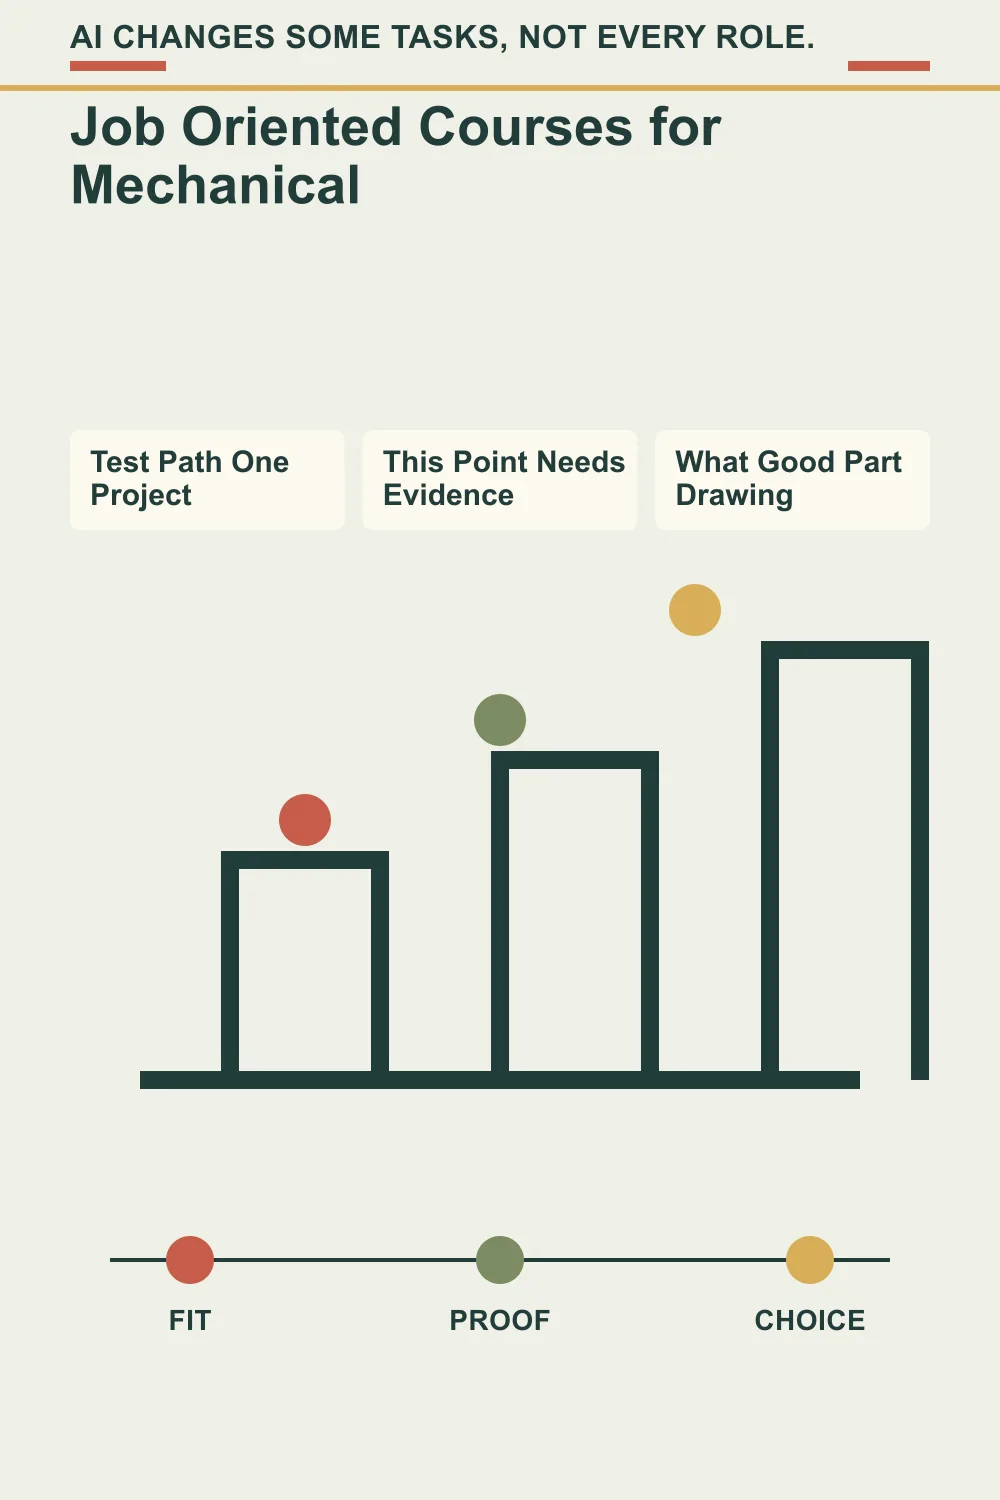 AI CHANGES SOME TASKS, NOT EVERY ROLE.
Job Oriented Courses for
Mechanical
Test Path One
Project
This Point Needs
Evidence
What Good Part
Drawing
FIT
PROOF
CHOICE